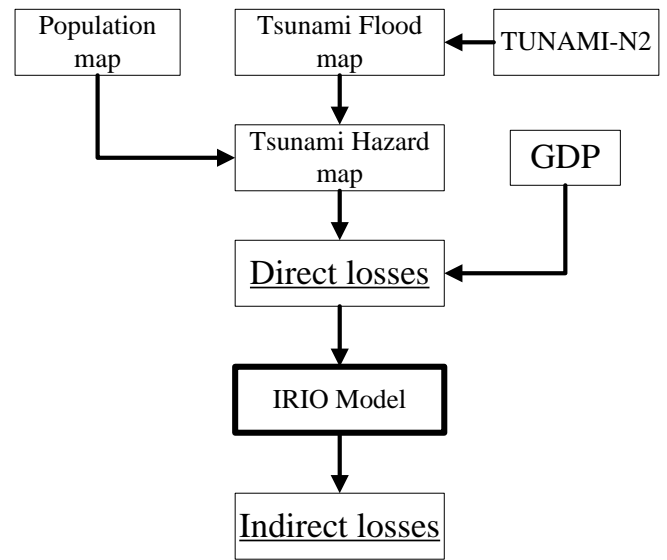 Population
map
Tsunami Flood
map
TUNAMI-N2
Tsunami Hazard
map
GDP
Direct losses
IRIO Model
Indirect losses